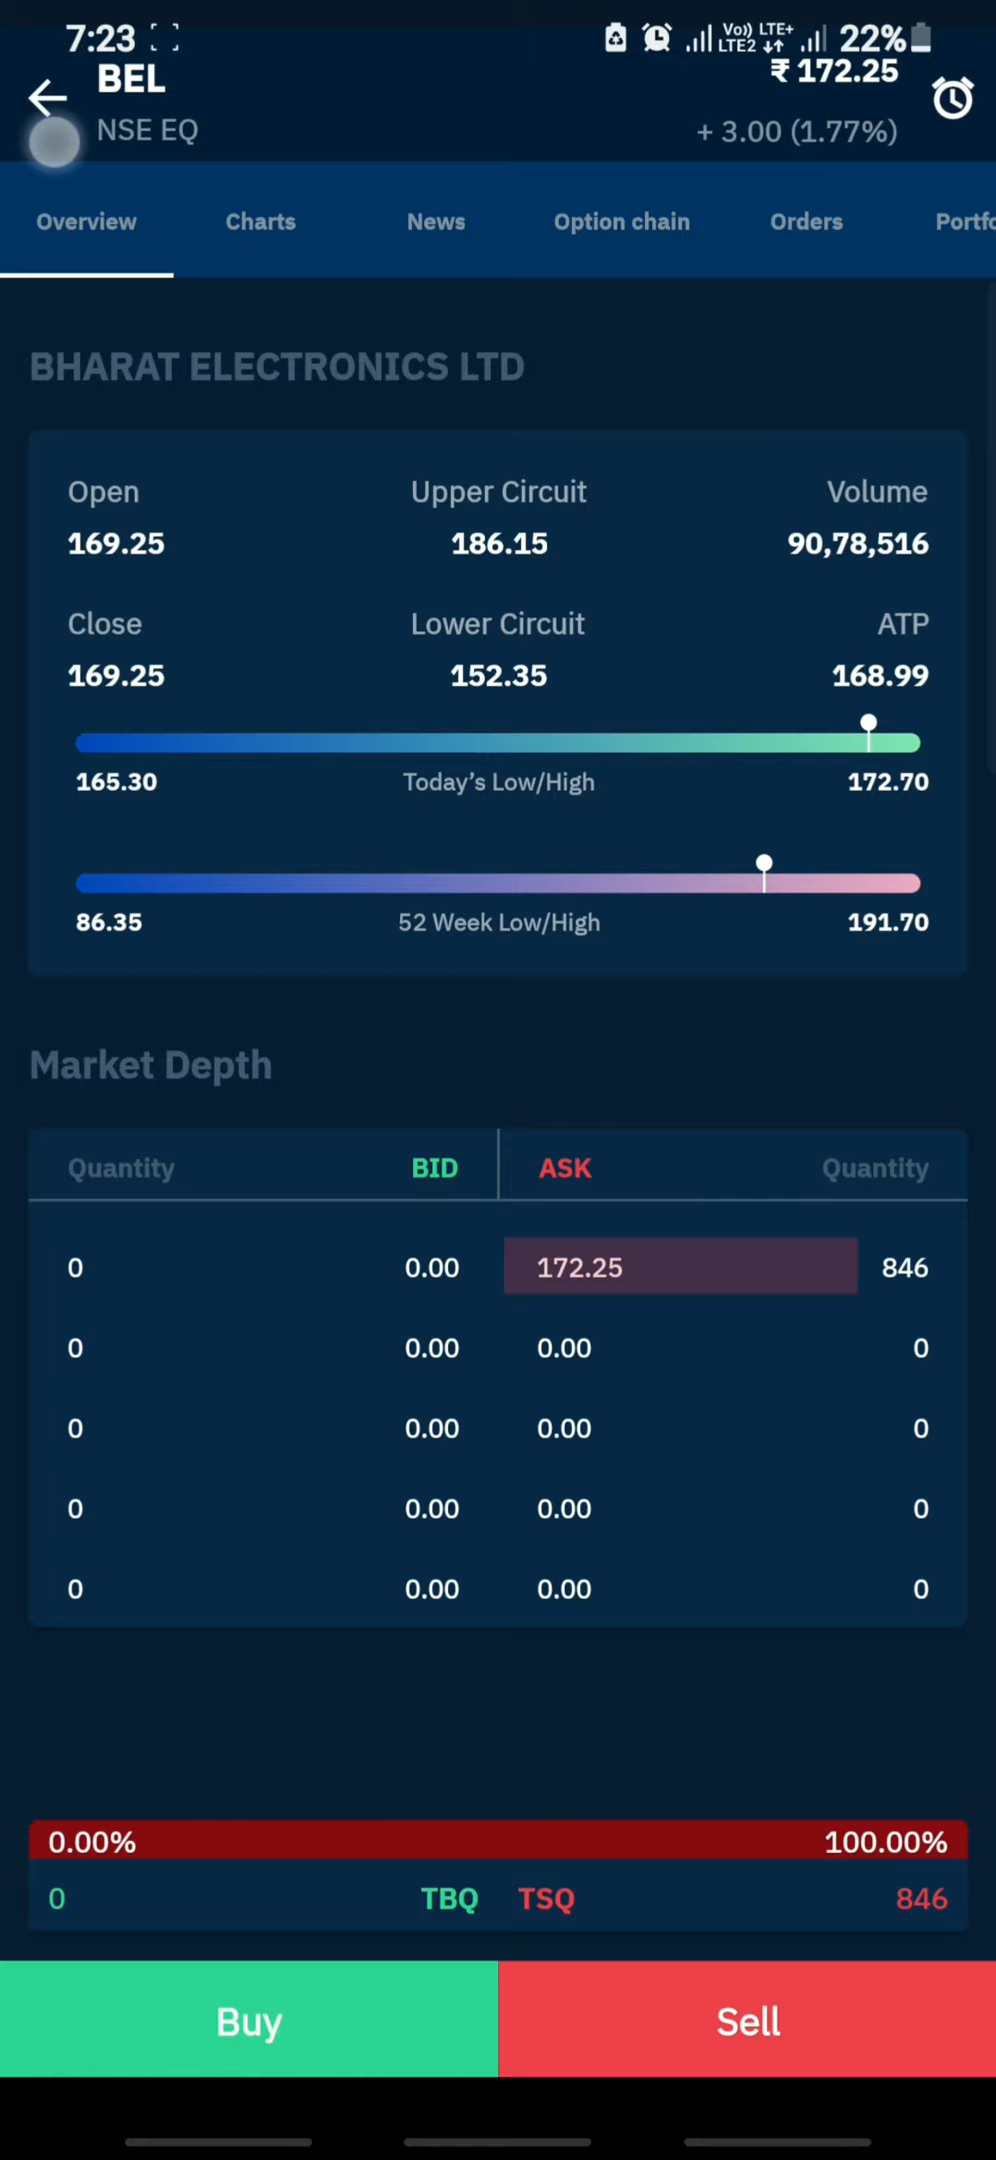 7:23 Vo)) LTE+ LTE2 22%
BEL ₹ 172.25
NSE EQ + 3.00 (1.77%)
Overview Charts News Option chain Orders Portfo
BHARAT ELECTRONICS LTD
Open Upper Circuit Volume
169.25 186.15 90,78,516
Close Lower Circuit ATP
169.25 152.35 168.99
165.30 Today’s Low/High 172.70
86.35 52 Week Low/High 191.70
Market Depth
Quantity BID ASK Quantity
0 0.00 172.25 846
0 0.00 0.00 0
0 0.00 0.00 0
0 0.00 0.00 0
0 0.00 0.00 0
0.00% 100.00%
0 TBQ TSQ 846
Buy Sell